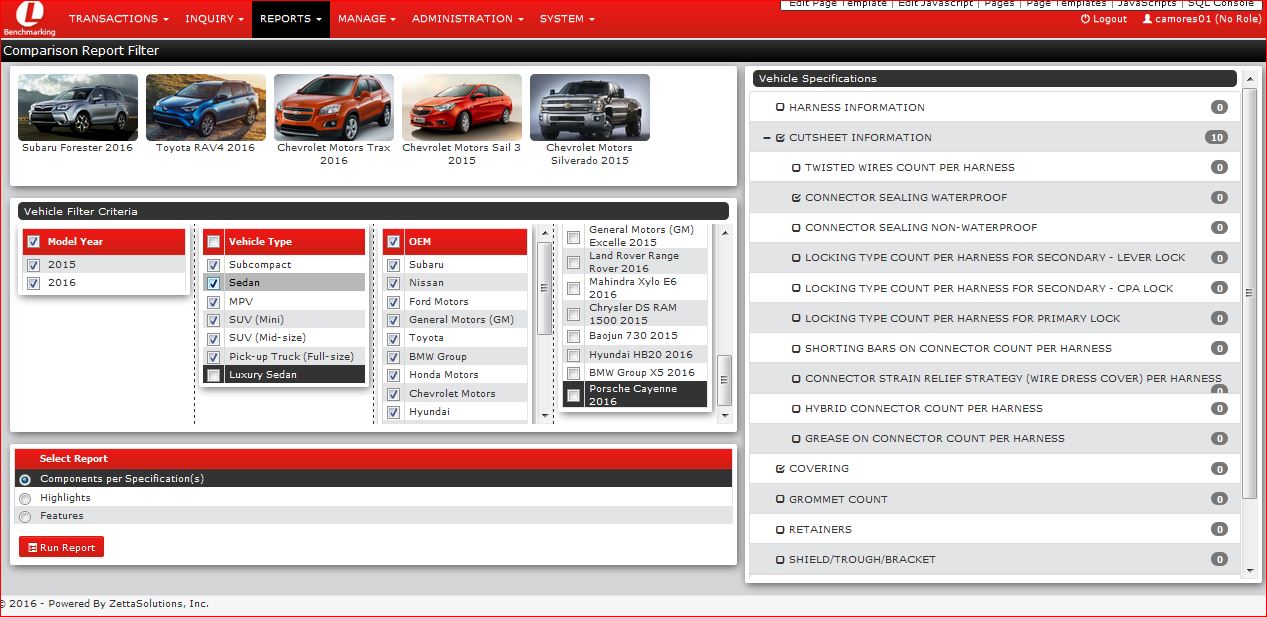 Edit Page Template | Edit Javascript | Pages | Page Templates | JavaScripts | SQL Console
L
Benchmarking
TRANSACTIONS
INQUIRY
REPORTS
MANAGE
ADMINISTRATION
SYSTEM
Logout
camores01 (No Role)
Comparison Report Filter
Subaru Forester 2016
Toyota RAV4 2016
Chevrolet Motors Trax
2016
Chevrolet Motors Sail 3
2015
Chevrolet Motors
Silverado 2015
Vehicle Filter Criteria
Model Year
2015
2016
Vehicle Type
Subcompact
Sedan
MPV
SUV (Mini)
SUV (Mid-size)
Pick-up Truck (Full-size)
Luxury Sedan
OEM
Subaru
Nissan
Ford Motors
General Motors (GM)
Toyota
BMW Group
Honda Motors
Chevrolet Motors
Hyundai
General Motors (GM)
Excelle 2015
Land Rover Range
Rover 2016
Mahindra Xylo E6
2016
Chrysler DS RAM
1500 2015
Baojun 730 2015
Hyundai HB20 2016
BMW Group X5 2016
Porsche Cayenne
2016
Select Report
Components per Specification(s)
Highlights
Features
Run Report
Vehicle Specifications
HARNESS INFORMATION 0
CUTSHEET INFORMATION 10
TWISTED WIRES COUNT PER HARNESS 0
CONNECTOR SEALING WATERPROOF 0
CONNECTOR SEALING NON-WATERPROOF 0
LOCKING TYPE COUNT PER HARNESS FOR SECONDARY - LEVER LOCK 0
LOCKING TYPE COUNT PER HARNESS FOR SECONDARY - CPA LOCK 0
LOCKING TYPE COUNT PER HARNESS FOR PRIMARY LOCK 0
SHORTING BARS ON CONNECTOR COUNT PER HARNESS 0
CONNECTOR STRAIN RELIEF STRATEGY (WIRE DRESS COVER) PER HARNESS
0
HYBRID CONNECTOR COUNT PER HARNESS 0
GREASE ON CONNECTOR COUNT PER HARNESS 0
COVERING 0
GROMMET COUNT 0
RETAINERS 0
SHIELD/TROUGH/BRACKET 0
© 2016 - Powered By ZettaSolutions, Inc.